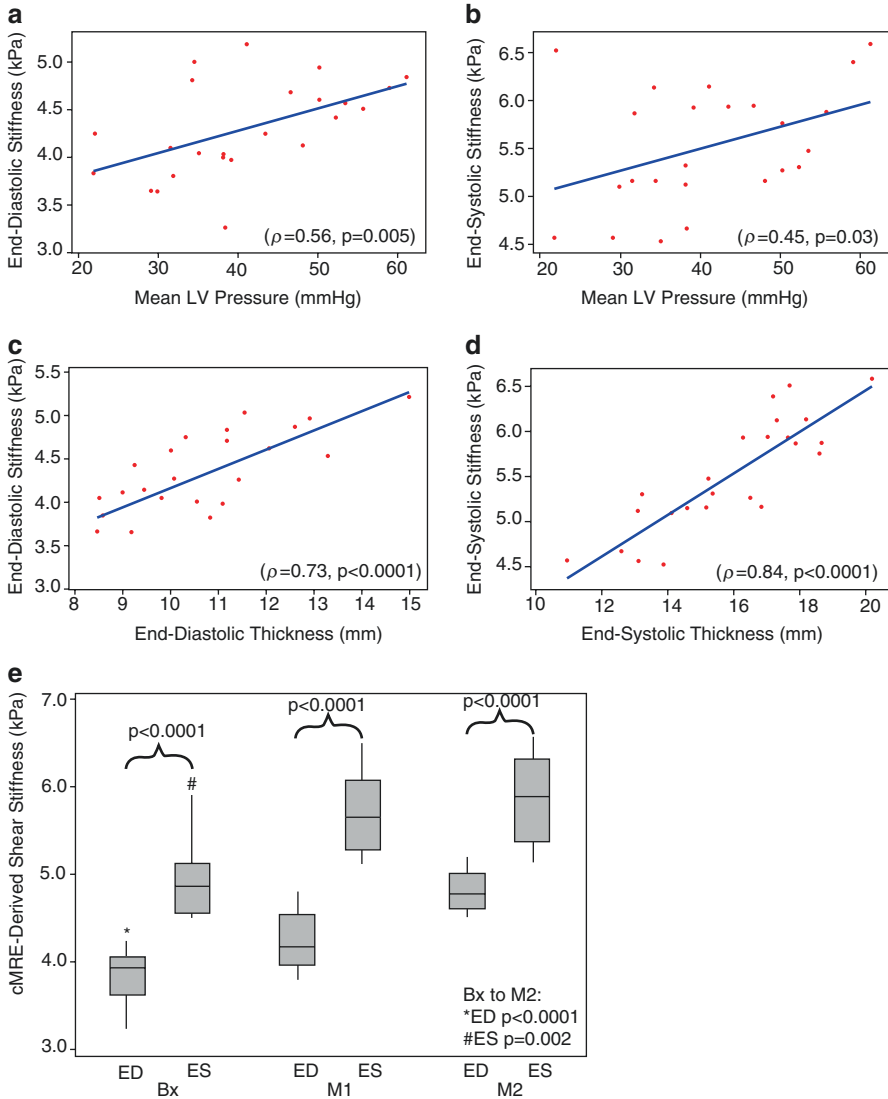 a
End-Diastolic Stiffness (kPa)
5.0
4.5
4.0
3.5
3.0
(ρ=0.56, p=0.005)
20 30 40 50 60
Mean LV Pressure (mmHg)
b
End-Systolic Stiffness (kPa)
6.5
6.0
5.5
5.0
4.5
(ρ=0.45, p=0.03)
20 30 40 50 60
Mean LV Pressure (mmHg)
c
End-Diastolic Stiffness (kPa)
5.5
5.0
4.5
4.0
3.5
3.0
(ρ=0.73, p<0.0001)
8 9 10 11 12 13 14 15
End-Diastolic Thickness (mm)
d
End-Systolic Stiffness (kPa)
6.5
6.0
5.5
5.0
4.5
(ρ=0.84, p<0.0001)
10 12 14 16 18 20
End-Systolic Thickness (mm)
e
cMRE-Derived Shear Stiffness (kPa)
7.0
6.0
5.0
4.0
3.0
p<0.0001
p<0.0001
p<0.0001
#
*
Bx to M2:
*ED p<0.0001
#ES p=0.002
ED ES ED ES ED ES
Bx M1 M2